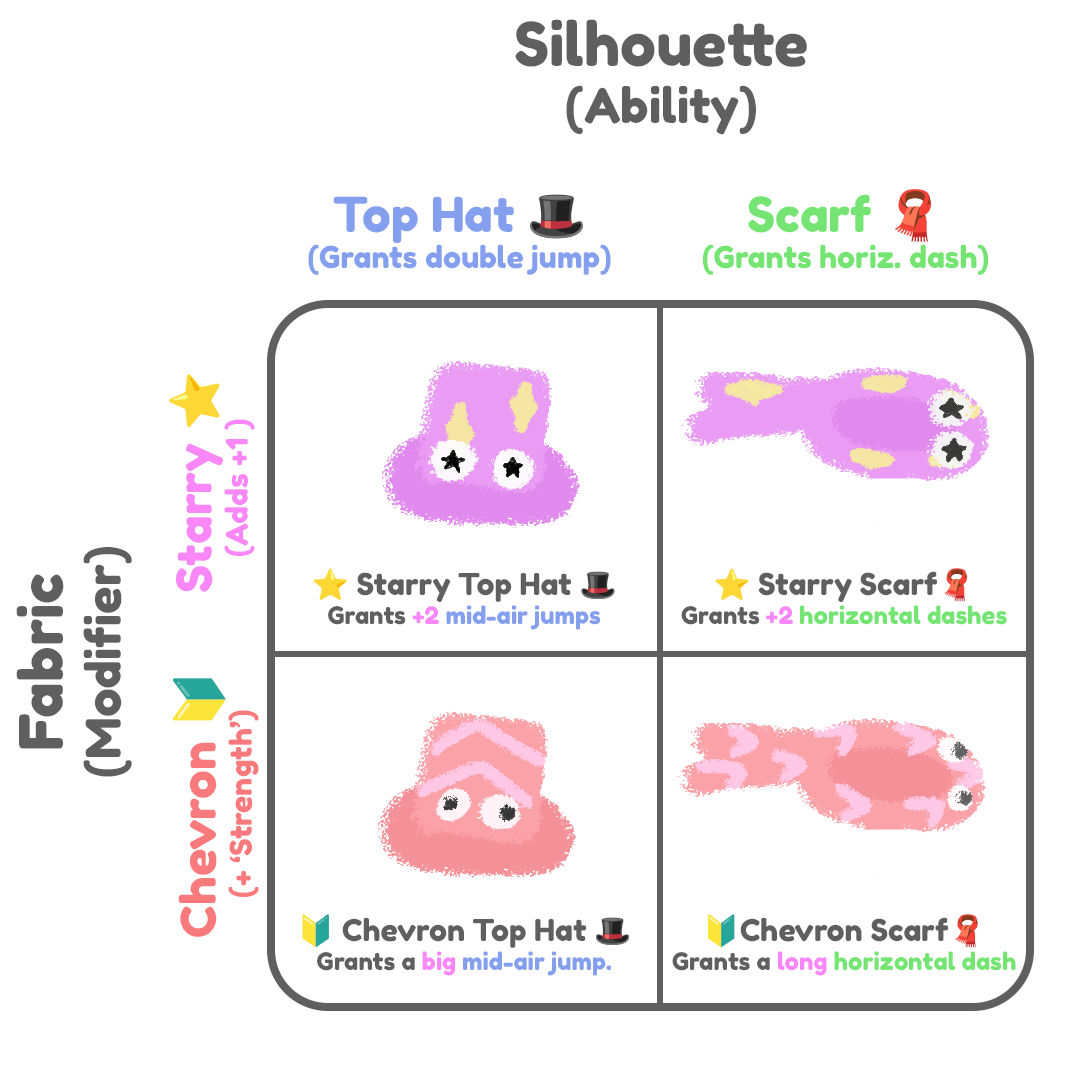 Silhouette
(Ability)
Top Hat 🎩
(Grants double jump)
Scarf 🧣
(Grants horiz. dash)
Fabric
(Modifier)
Starry ⭐
(Adds +1)
⭐ Starry Top Hat 🎩
Grants +2 mid-air jumps
⭐ Starry Scarf 🧣
Grants +2 horizontal dashes
Chevron 🔰
(+ ‘Strength’)
🔰 Chevron Top Hat 🎩
Grants a big mid-air jump.
🔰 Chevron Scarf 🧣
Grants a long horizontal dash